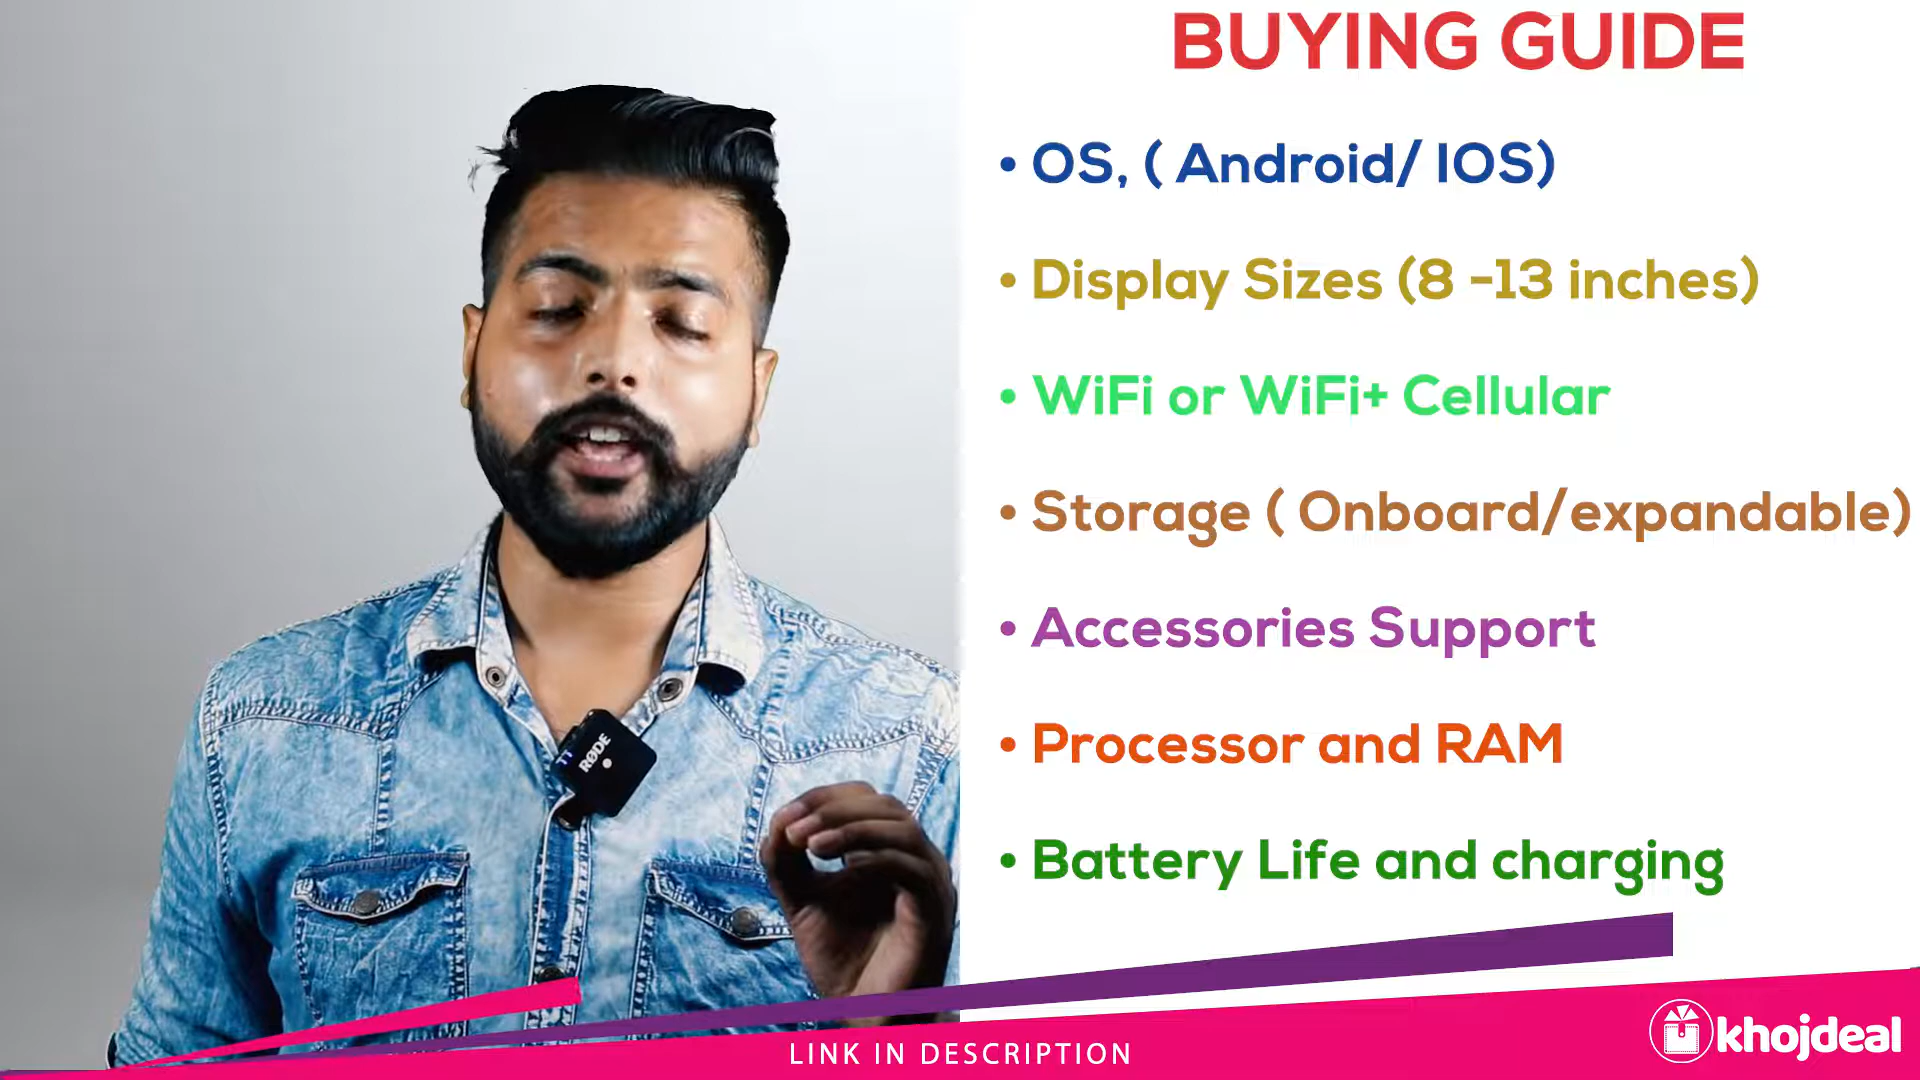 BUYING GUIDE
• OS, ( Android/ IOS)
• Display Sizes (8 -13 inches)
• WiFi or WiFi+ Cellular
• Storage ( Onboard/expandable)
• Accessories Support
• Processor and RAM
• Battery Life and charging
RØDE
LINK IN DESCRIPTION
khojdeal